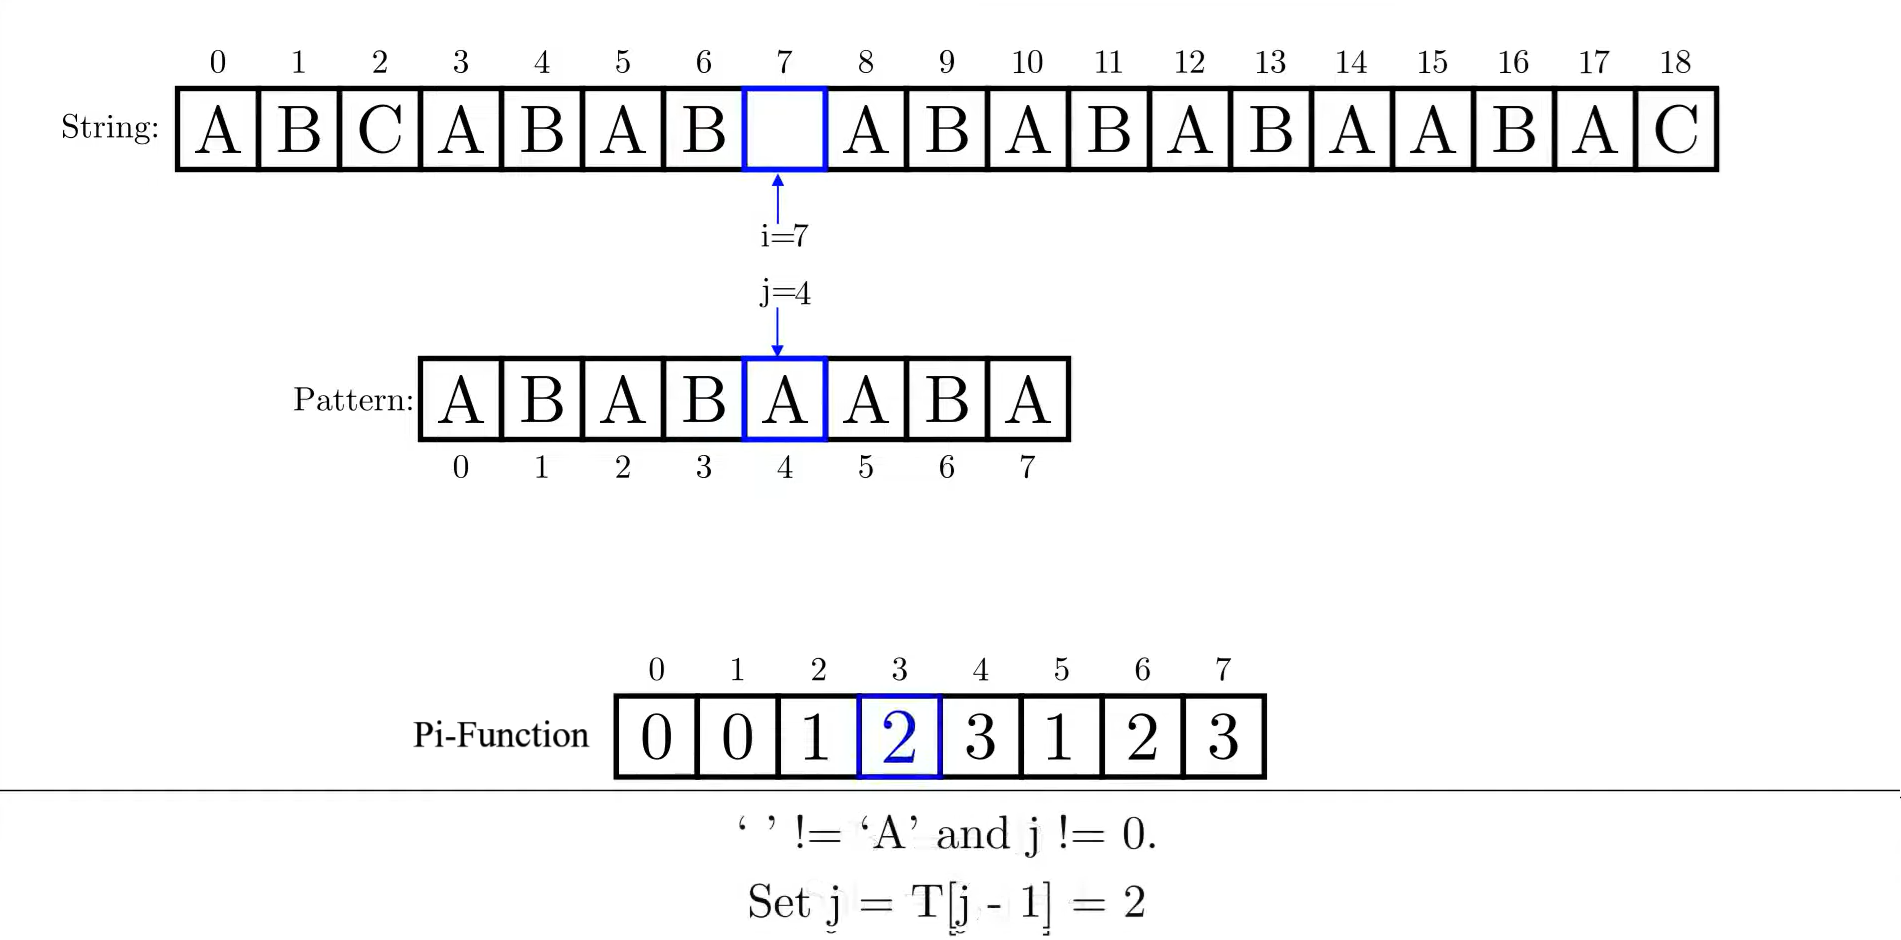 0 1 2 3 4 5 6 7 8 9 10 11 12 13 14 15 16 17 18
String: A B C A B A B A B A B A B A A B A C
i=7
j=4
Pattern: A B A B A A B A
0 1 2 3 4 5 6 7
0 1 2 3 4 5 6 7
Pi-Function 0 0 1 2 3 1 2 3
‘ ’ != ‘A’ and j != 0.
Set j = T[j - 1] = 2